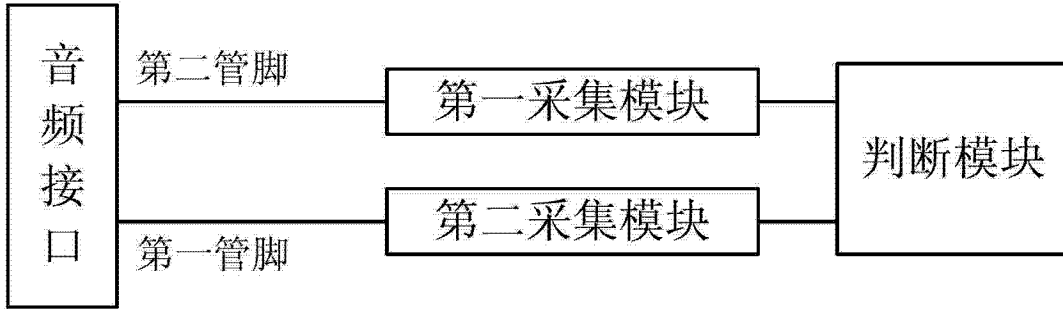 音频接口
第二管脚
第一采集模块
判断模块
第二采集模块
第一管脚